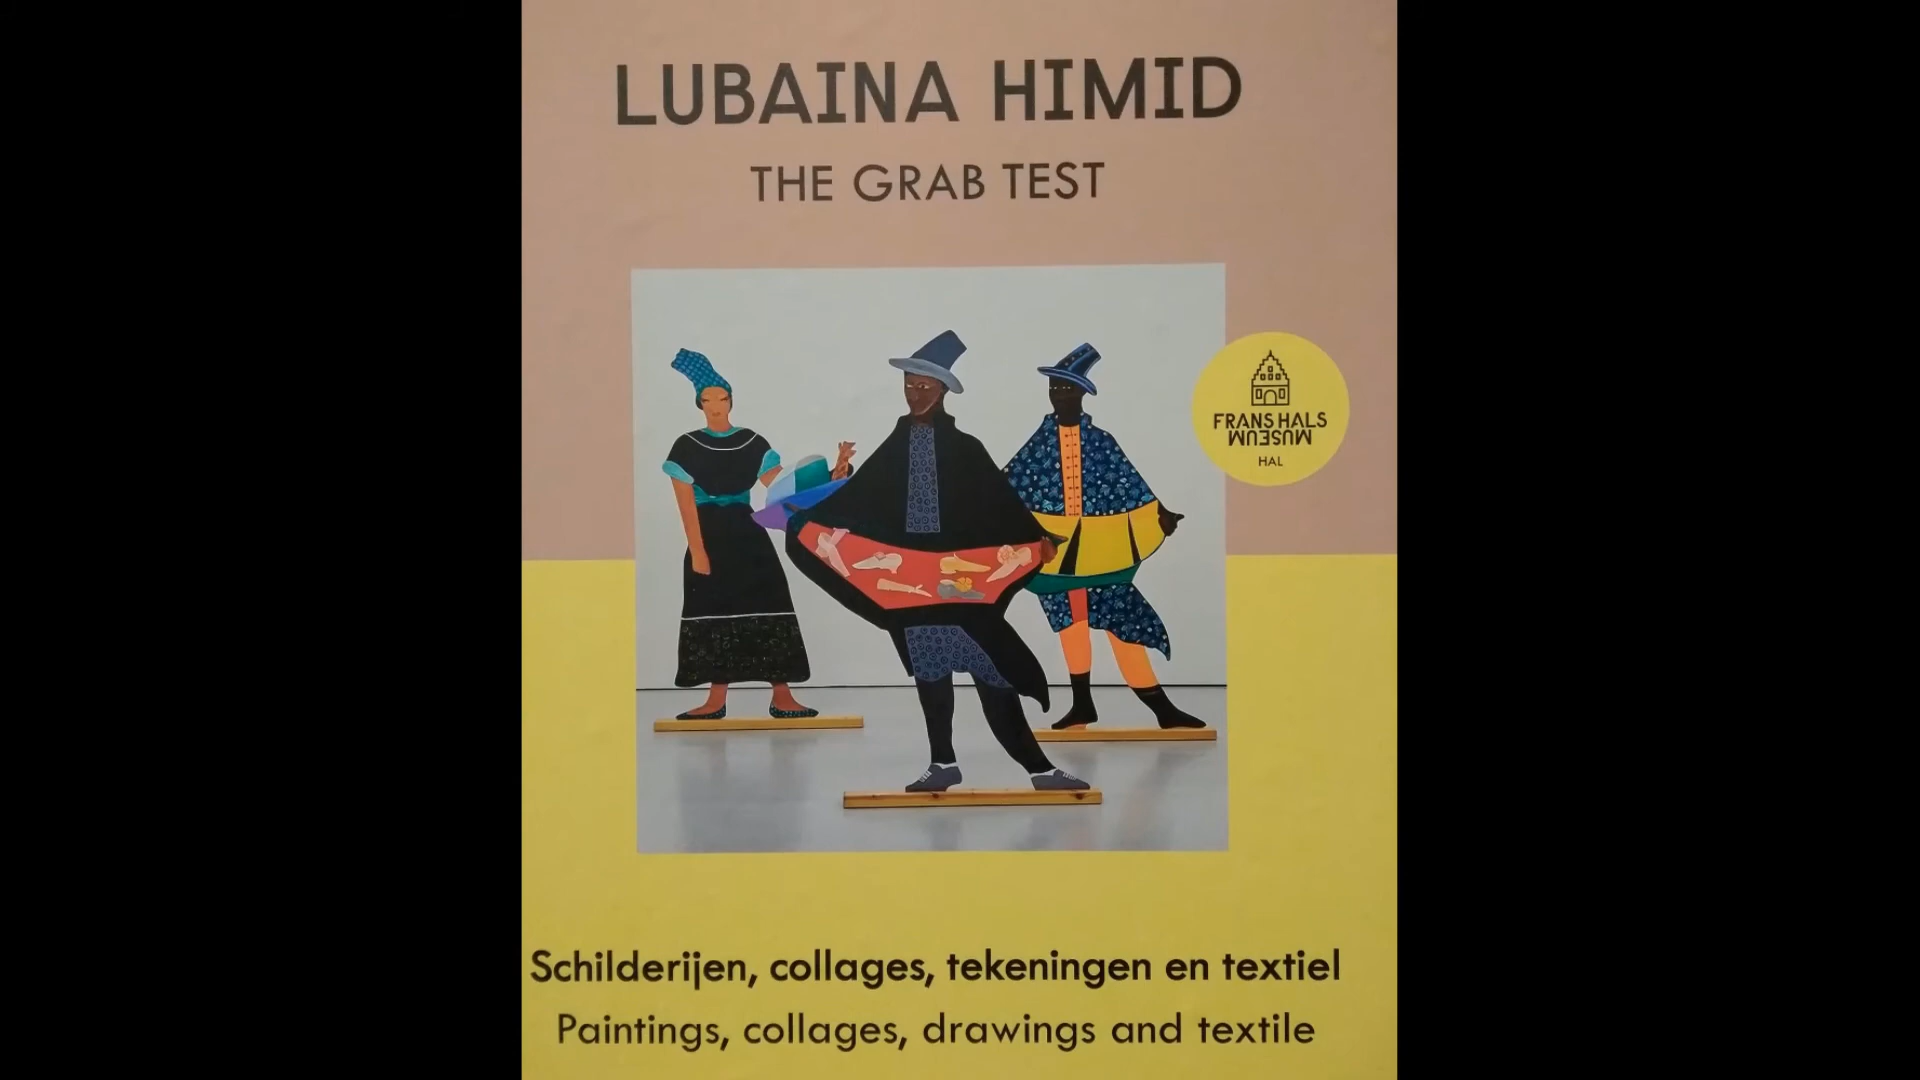 LUBAINA HIMID
THE GRAB TEST
FRANS HALS
MUSEUM
HAL
Schilderijen, collages, tekeningen en textiel
Paintings, collages, drawings and textile